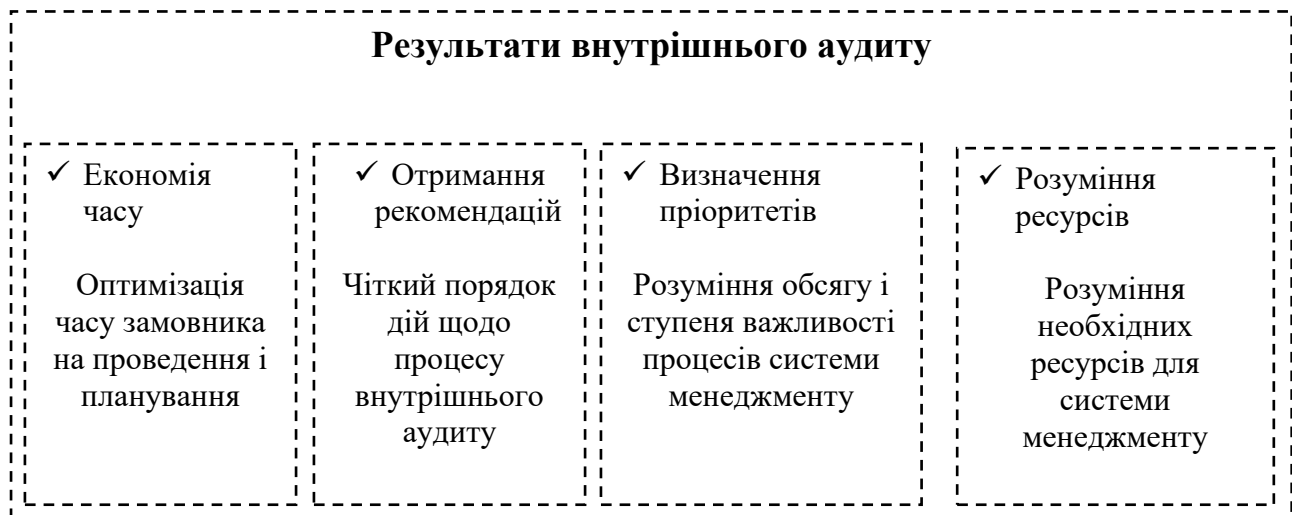 Результати внутрішнього аудиту
✓ Економія
часу
Оптимізація
часу замовника
на проведення і
планування
✓ Отримання
рекомендацій
Чіткий порядок
дій щодо
процесу
внутрішнього
аудиту
✓ Визначення
пріоритетів
Розуміння обсягу і
ступеня важливості
процесів системи
менеджменту
✓ Розуміння
ресурсів
Розуміння
необхідних
ресурсів для
системи
менеджменту